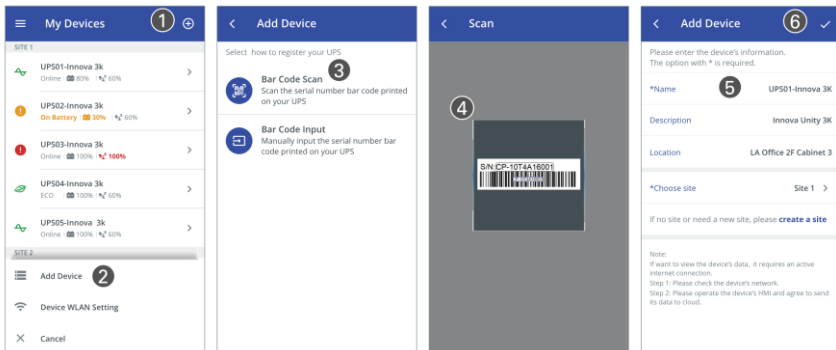 My Devices
1
SITE 1
UPS01-Innova 3k
Online 80% 60%
UPS02-Innova 3k
On Battery 30% 60%
UPS03-Innova 3k
Online 100% 100%
UPS04-Innova 3k
ECO 100% 60%
UPS05-Innova 3k
Online 100% 60%
SITE 2
Add Device
2
Device WLAN Setting
Cancel
Add Device
Select how to register your UPS
3
Bar Code Scan
Scan the serial number bar code printed
on your UPS
Bar Code Input
Manually input the serial number bar
code printed on your UPS
Scan
4
S/N:CP-10T4A16001
Add Device
6
Please enter the device's information.
The option with * is required.
*Name
5
UPS01-Innova 3K
Description
Innova Unity 3K
Location
LA Office 2F Cabinet 3
*Choose site
Site 1
If no site or need a new site, please create a site
Note:
If want to view the device's data, it requires an active
internet connection.
Step 1: Please check the device's network.
Step 2: Please operate the device's HMI and agree to send
its data to cloud.